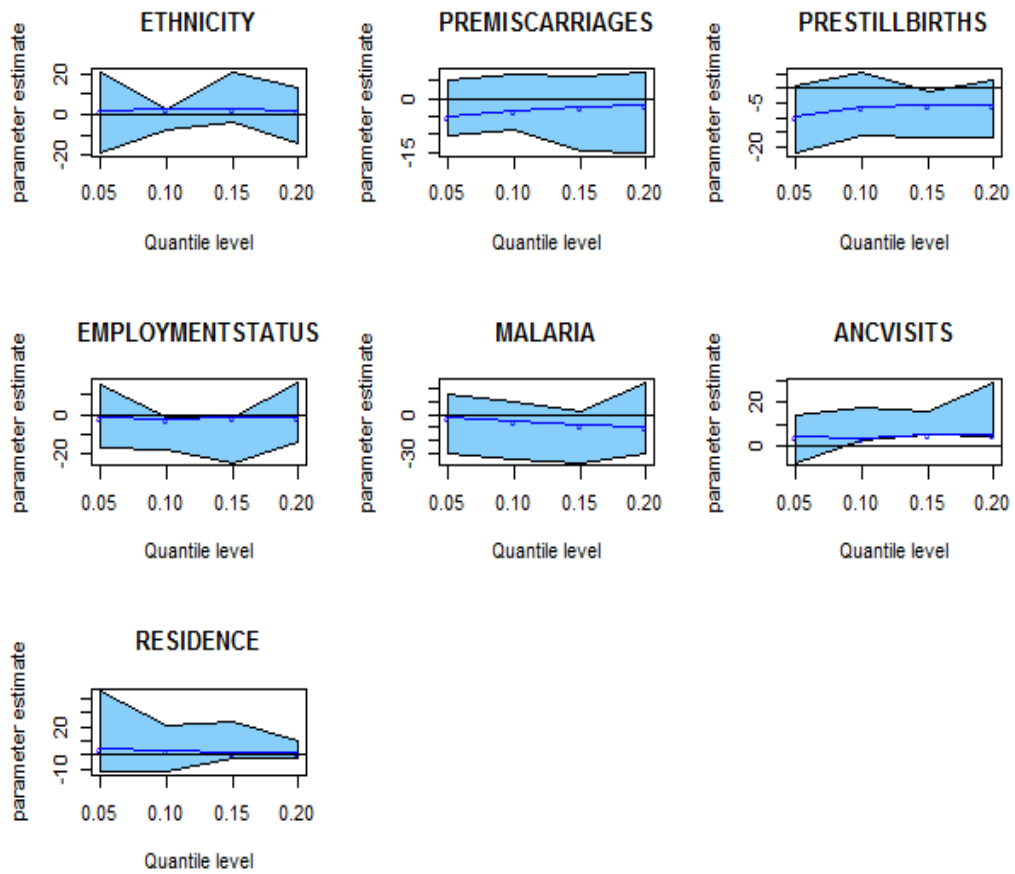 ETHNICITY
parameter estimate
20
0
-20
0.05 0.10 0.15 0.20
Quantile level
PREMISCARRIAGES
parameter estimate
0
-15
0.05 0.10 0.15 0.20
Quantile level
PRESTILLBIRTHS
parameter estimate
-5
-20
0.05 0.10 0.15 0.20
Quantile level
EMPLOYMENTSTATUS
parameter estimate
0
-20
0.05 0.10 0.15 0.20
Quantile level
MALARIA
parameter estimate
0
-30
0.05 0.10 0.15 0.20
Quantile level
ANCVISITS
parameter estimate
20
0
0.05 0.10 0.15 0.20
Quantile level
RESIDENCE
parameter estimate
20
-10
0.05 0.10 0.15 0.20
Quantile level